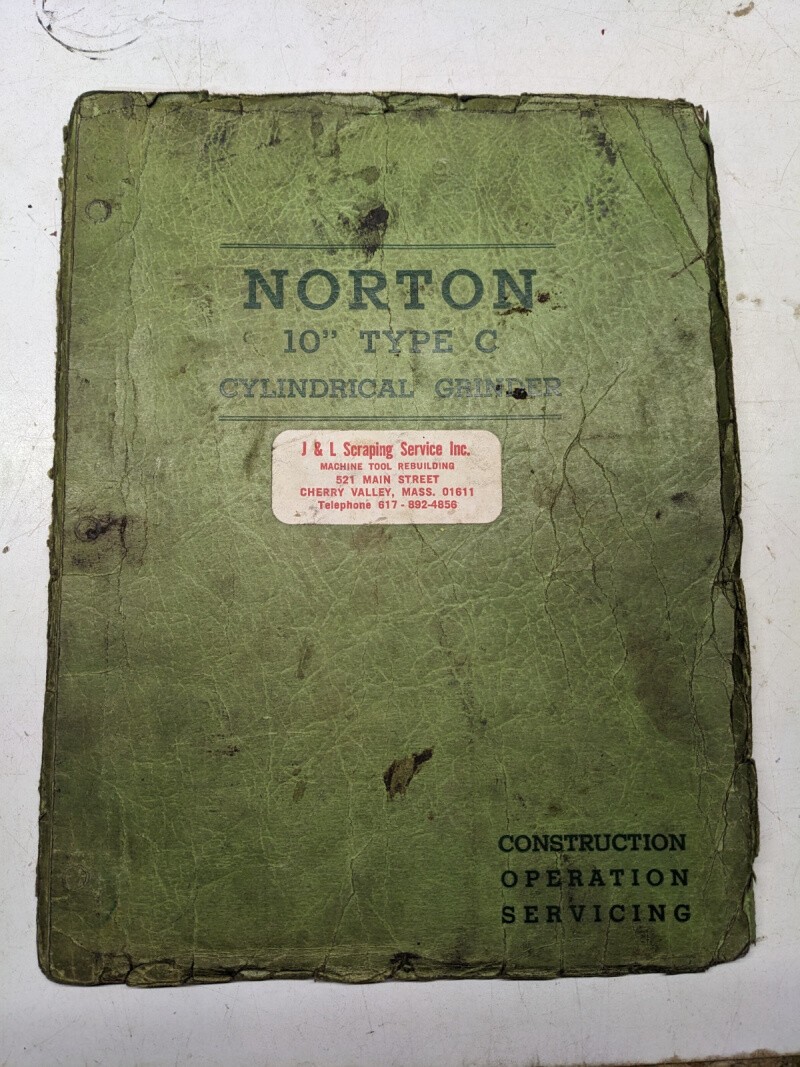 NORTON
10” TYPE C
CYLINDRICAL GRINDER
J & L Scraping Service Inc.
MACHINE TOOL REBUILDING
521 MAIN STREET
CHERRY VALLEY, MASS. 01611
Telephone 617 - 892-4856
CONSTRUCTION
OPERATION
SERVICING